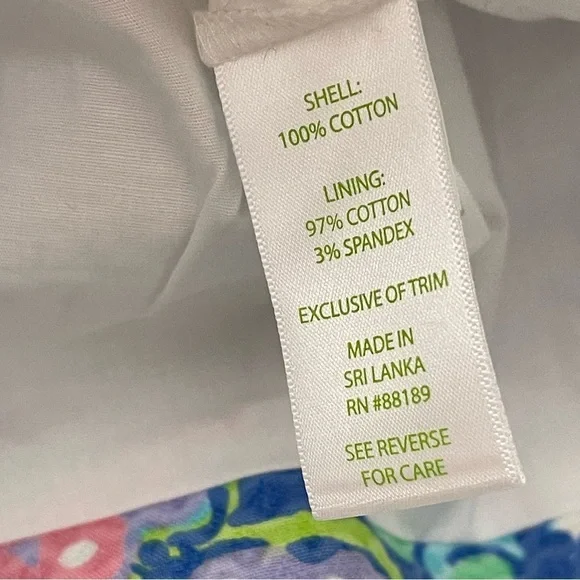 SHELL:
100% COTTON
LINING:
97% COTTON
3% SPANDEX
EXCLUSIVE OF TRIM
MADE IN
SRI LANKA
RN #88189
SEE REVERSE
FOR CARE